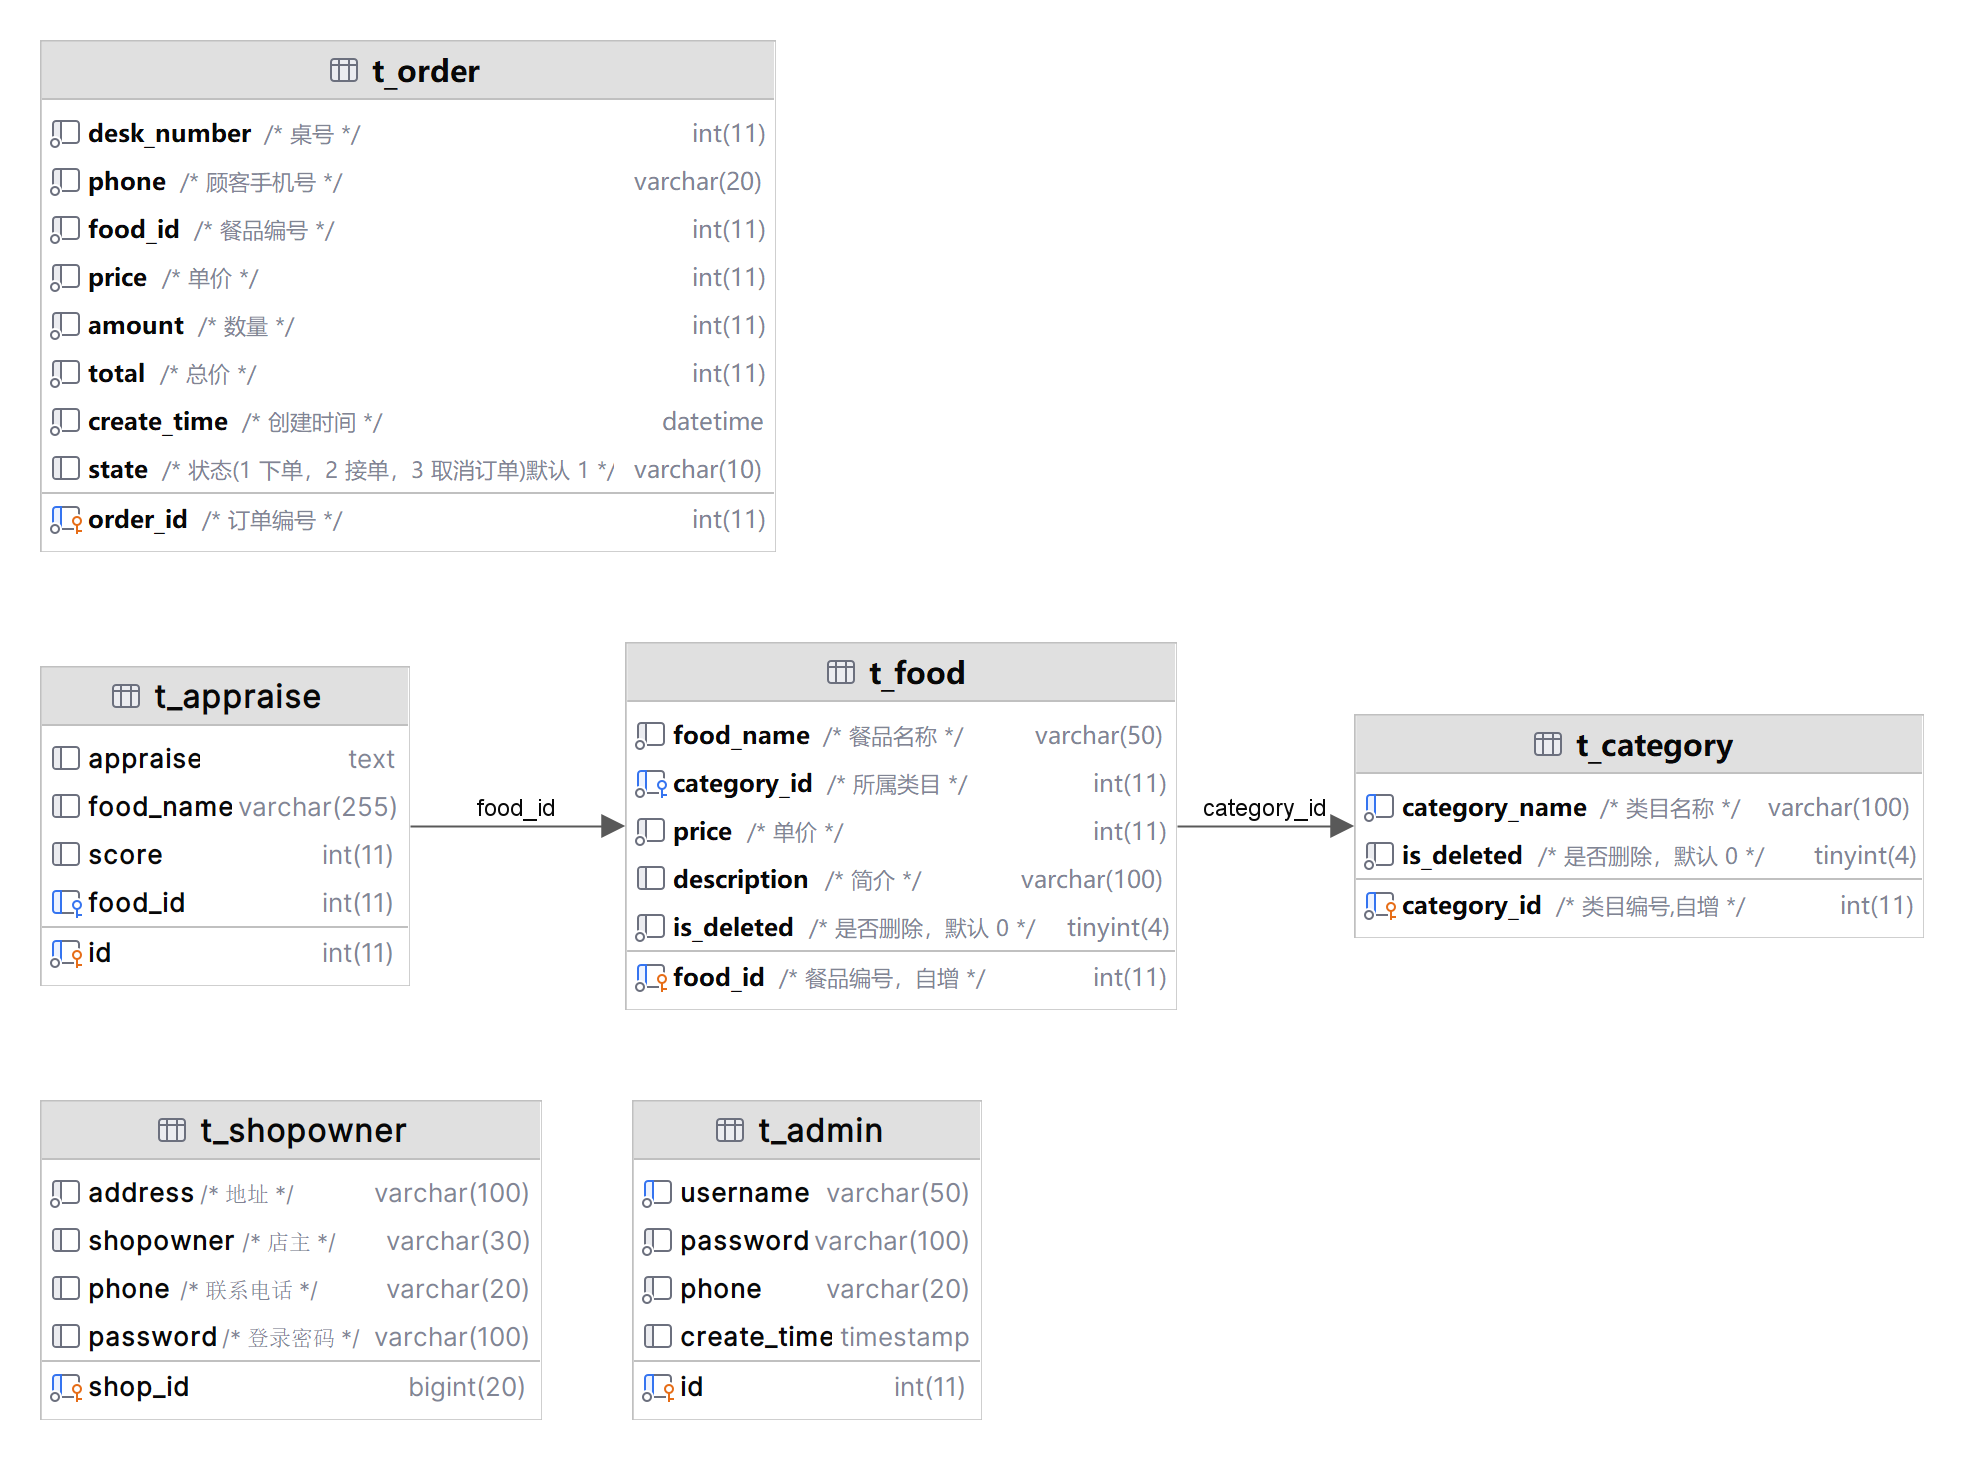 t_order
desk_number /* 桌号 */ int(11)
phone /* 顾客手机号 */ varchar(20)
food_id /* 餐品编号 */ int(11)
price /* 单价 */ int(11)
amount /* 数量 */ int(11)
total /* 总价 */ int(11)
create_time /* 创建时间 */ datetime
state /* 状态(1 下单，2 接单，3 取消订单)默认 1 */ varchar(10)
order_id /* 订单编号 */ int(11)
t_appraise
appraise text
food_name varchar(255)
score int(11)
food_id int(11)
id int(11)
food_id
t_food
food_name /* 餐品名称 */ varchar(50)
category_id /* 所属类目 */ int(11)
price /* 单价 */ int(11)
description /* 简介 */ varchar(100)
is_deleted /* 是否删除，默认 0 */ tinyint(4)
food_id /* 餐品编号，自增 */ int(11)
category_id
t_category
category_name /* 类目名称 */ varchar(100)
is_deleted /* 是否删除，默认 0 */ tinyint(4)
category_id /* 类目编号,自增 */ int(11)
t_shopowner
address /* 地址 */ varchar(100)
shopowner /* 店主 */ varchar(30)
phone /* 联系电话 */ varchar(20)
password /* 登录密码 */ varchar(100)
shop_id bigint(20)
t_admin
username varchar(50)
password varchar(100)
phone varchar(20)
create_time timestamp
id int(11)